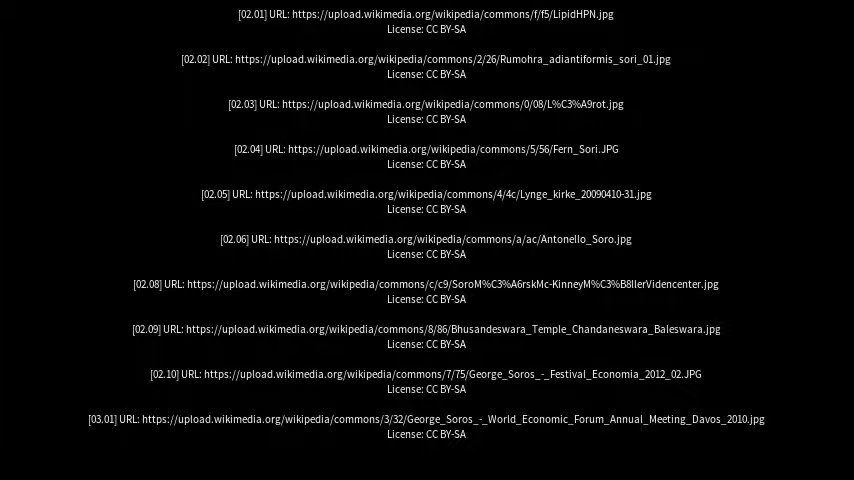 [02.01] URL: https://upload.wikimedia.org/wikipedia/commons/f/f5/LipidHPN.jpg
License: CC BY-SA
[02.02] URL: https://upload.wikimedia.org/wikipedia/commons/2/26/Rumohra_adiantiformis_sori_01.jpg
License: CC BY-SA
[02.03] URL: https://upload.wikimedia.org/wikipedia/commons/0/08/L%C3%A9rot.jpg
License: CC BY-SA
[02.04] URL: https://upload.wikimedia.org/wikipedia/commons/5/56/Fern_Sori.JPG
License: CC BY-SA
[02.05] URL: https://upload.wikimedia.org/wikipedia/commons/4/4c/Lynge_kirke_20090410-31.jpg
License: CC BY-SA
[02.06] URL: https://upload.wikimedia.org/wikipedia/commons/a/ac/Antonello_Soro.jpg
License: CC BY-SA
[02.08] URL: https://upload.wikimedia.org/wikipedia/commons/c/c9/SoroM%C3%A6rskMc-KinneyM%C3%B8llerVidencenter.jpg
License: CC BY-SA
[02.09] URL: https://upload.wikimedia.org/wikipedia/commons/8/86/Bhusandeswara_Temple_Chandaneswara_Baleswara.jpg
License: CC BY-SA
[02.10] URL: https://upload.wikimedia.org/wikipedia/commons/7/75/George_Soros_-_Festival_Economia_2012_02.JPG
License: CC BY-SA
[03.01] URL: https://upload.wikimedia.org/wikipedia/commons/3/32/George_Soros_-_World_Economic_Forum_Annual_Meeting_Davos_2010.jpg
License: CC BY-SA